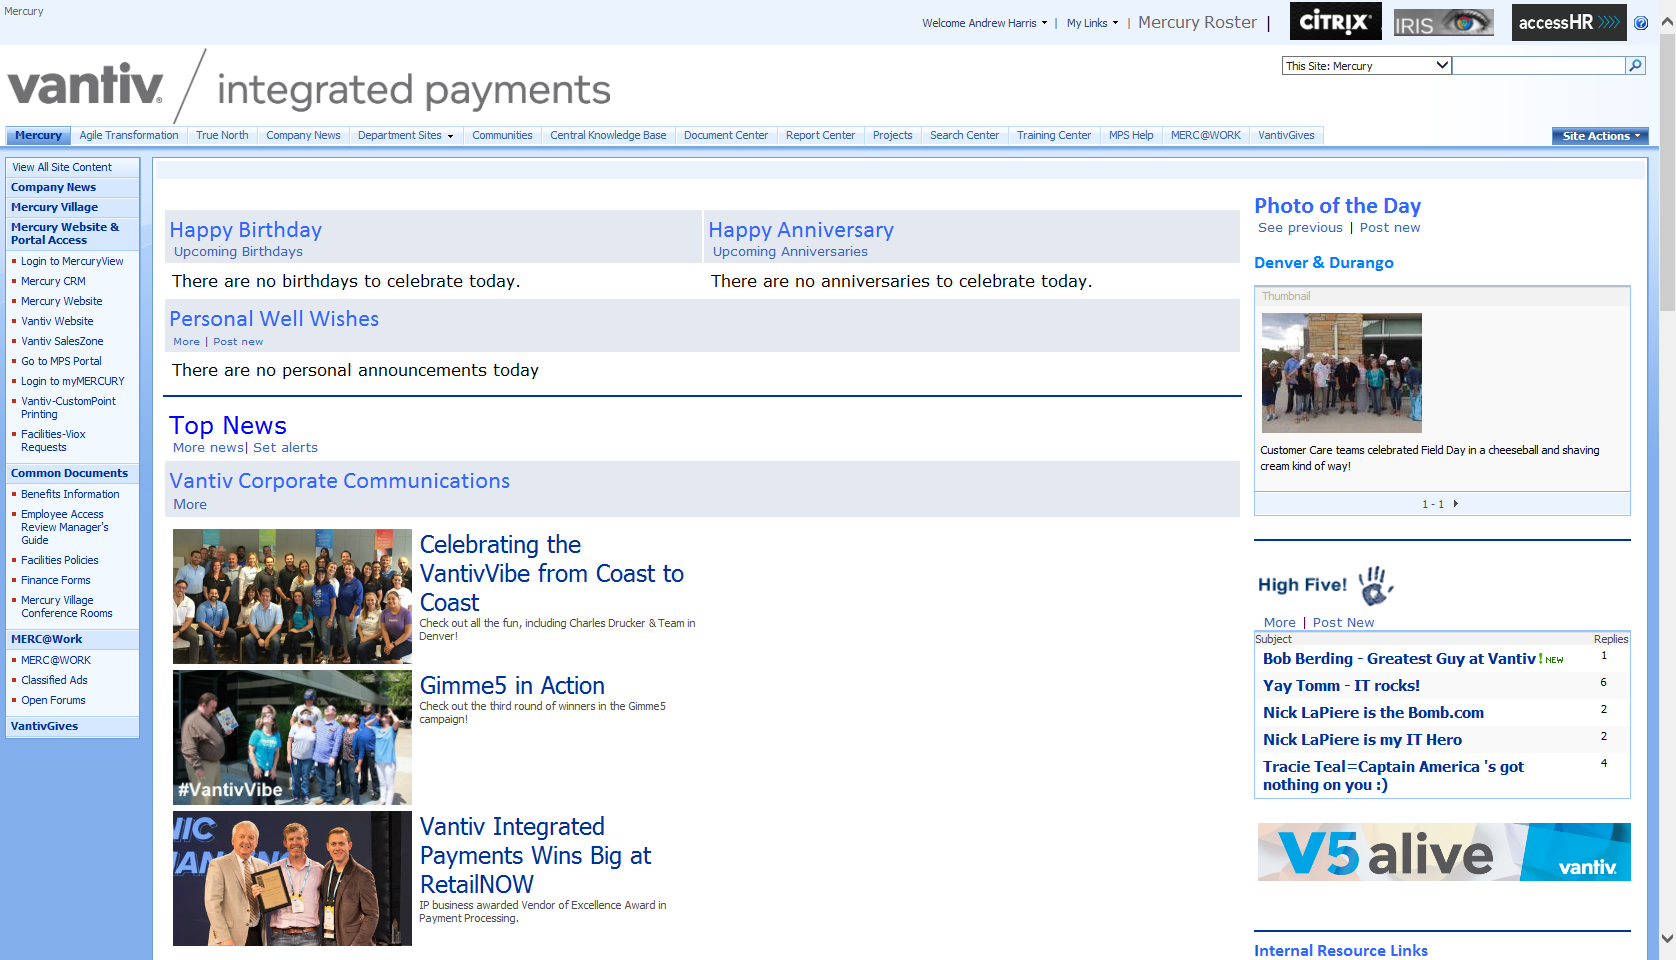 Mercury
Welcome Andrew Harris | My Links | Mercury Roster |
CITRIX
IRIS
accessHR
vantiv / integrated payments
This Site: Mercury
Mercury Agile Transformation True North Company News Department Sites Communities Central Knowledge Base Document Center Report Center Projects Search Center Training Center MPS Help MERC@WORK VantivGives
Site Actions
View All Site Content
Company News
Mercury Village
Mercury Website &
Portal Access
Login to MercuryView
Mercury CRM
Mercury Website
Vantiv Website
Vantiv SalesZone
Go to MPS Portal
Login to myMERCURY
Vantiv-CustomPoint
Printing
Facilities-Viox
Requests
Common Documents
Benefits Information
Employee Access
Review Manager's
Guide
Facilities Policies
Finance Forms
Mercury Village
Conference Rooms
MERC@Work
MERC@WORK
Classified Ads
Open Forums
VantivGives
Happy Birthday
Upcoming Birthdays
There are no birthdays to celebrate today.
Happy Anniversary
Upcoming Anniversaries
There are no anniversaries to celebrate today.
Personal Well Wishes
More | Post new
There are no personal announcements today
Top News
More news| Set alerts
Vantiv Corporate Communications
More
Celebrating the
VantivVibe from Coast to
Coast
Check out all the fun, including Charles Drucker & Team in
Denver!
#VantivVibe
Gimme5 in Action
Check out the third round of winners in the Gimme5
campaign!
Vantiv Integrated
Payments Wins Big at
RetailNOW
IP business awarded Vendor of Excellence Award in
Payment Processing.
Photo of the Day
See previous | Post new
Denver & Durango
Thumbnail
Customer Care teams celebrated Field Day in a cheeseball and shaving
cream kind of way!
1 - 1
High Five!
More | Post New
Subject Replies
Bob Berding - Greatest Guy at Vantiv ! NEW 1
Yay Tomm - IT rocks! 6
Nick LaPiere is the Bomb.com 2
Nick LaPiere is my IT Hero 2
Tracie Teal=Captain America 's got 4
nothing on you :)
V5 alive vantiv
Internal Resource Links